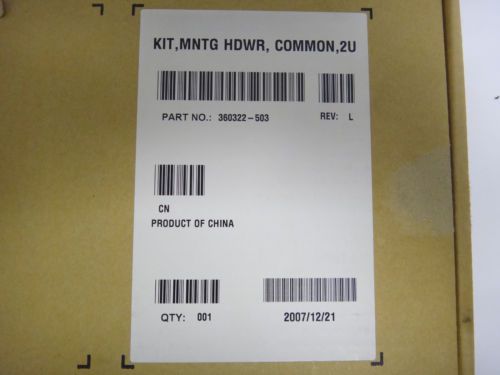 KIT,MNTG HDWR, COMMON,2U
PART NO.: 360322-503 REV: L
CN
PRODUCT OF CHINA
QTY: 001 2007/12/21